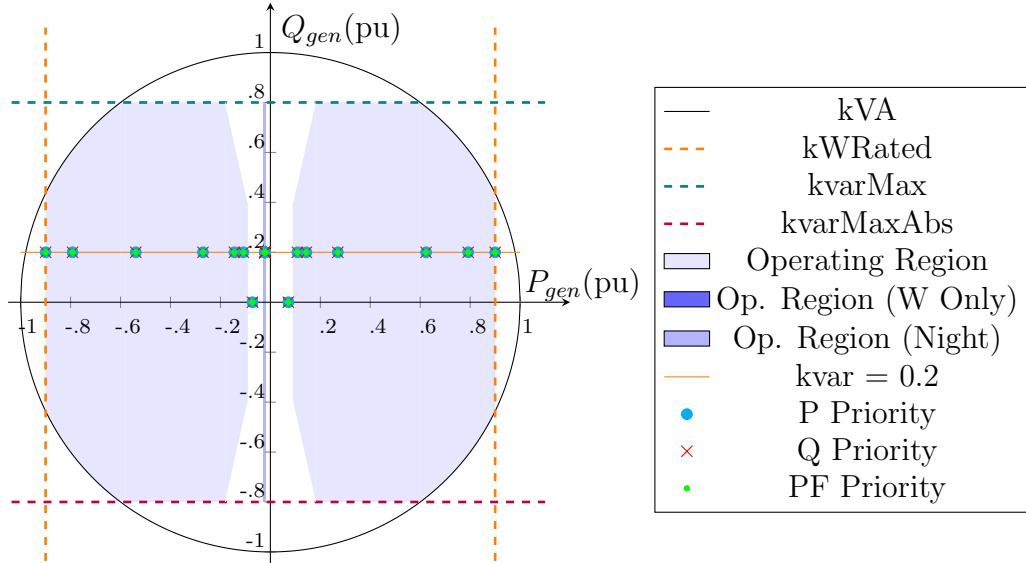 Q_gen(pu)
1
.8
.6
.4
.2
P_gen(pu)
-1 -.8 -.6 -.4 -.2 .2 .4 .6 .8 1
-.2
-.4
-.6
-.8
-1
kVA
kWRated
kvarMax
kvarMaxAbs
Operating Region
Op. Region (W Only)
Op. Region (Night)
kvar = 0.2
P Priority
Q Priority
PF Priority